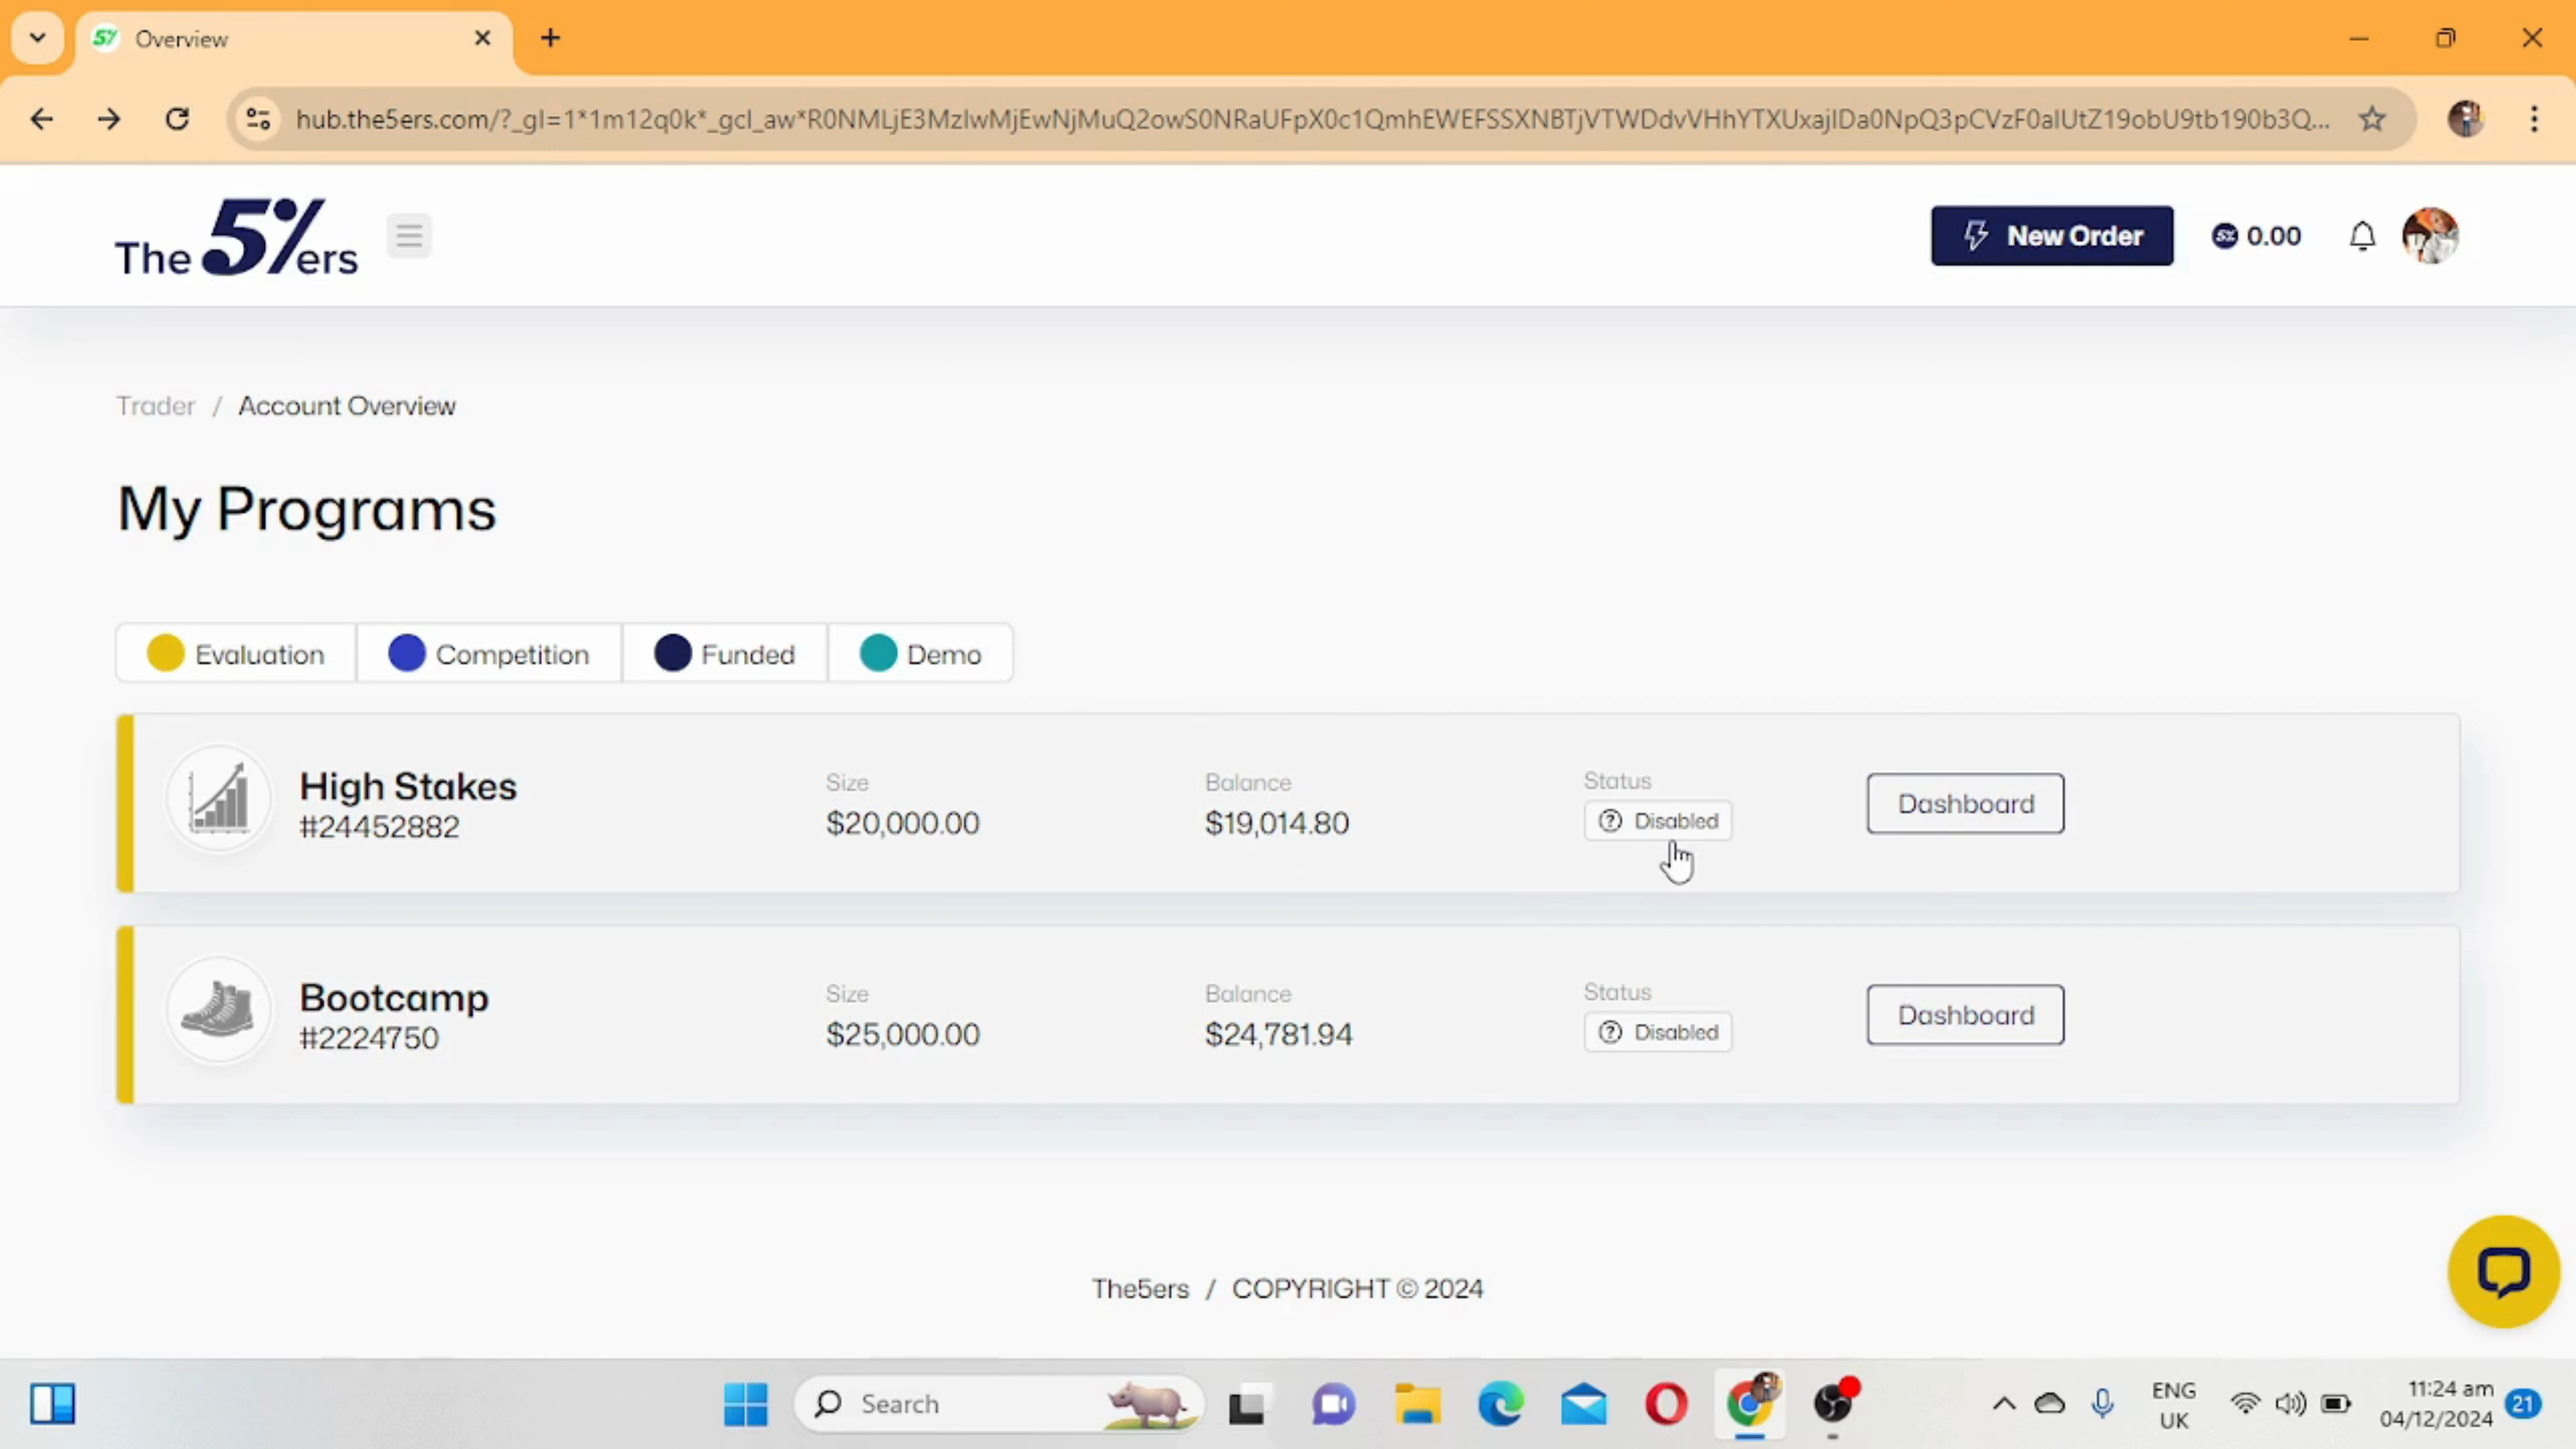 Overview
hub.the5ers.com/?_gl=1*1m12q0k*_gcl_aw*R0NMLjE3MzIwMjEwNjMuQ2owS0NRaUFpX0c1QmhEWEFSSXNBTjVTWDdvVHhYTXUxajlDa0NpQ3pCVzF0alUtZ19obU9tb190b3Q...
The 5%ers
New Order
5% 0.00
Trader / Account Overview
My Programs
Evaluation Competition Funded Demo
High Stakes
#24452882
Size
$20,000.00
Balance
$19,014.80
Status
Disabled
Dashboard
Bootcamp
#2224750
Size
$25,000.00
Balance
$24,781.94
Status
Disabled
Dashboard
The5ers / COPYRIGHT © 2024
Search
ENG
UK
11:24 am
04/12/2024
21